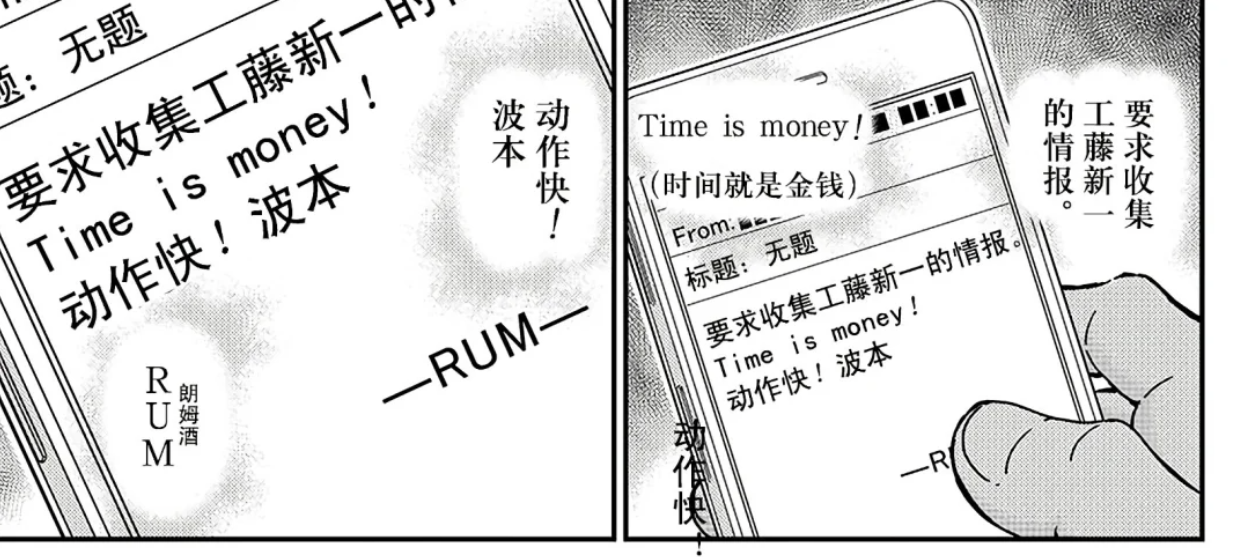 要求收集
工藤新一
的情报。
Time is money!
(时间就是金钱)
From:
标题：无题
要求收集工藤新一的情报。
Time is money!
动作快！波本
—R
动作快！
动作快！
波本
题：无题
要求收集工藤新一的
Time is money!
动作快！波本
—RUM—
RUM
朗姆酒